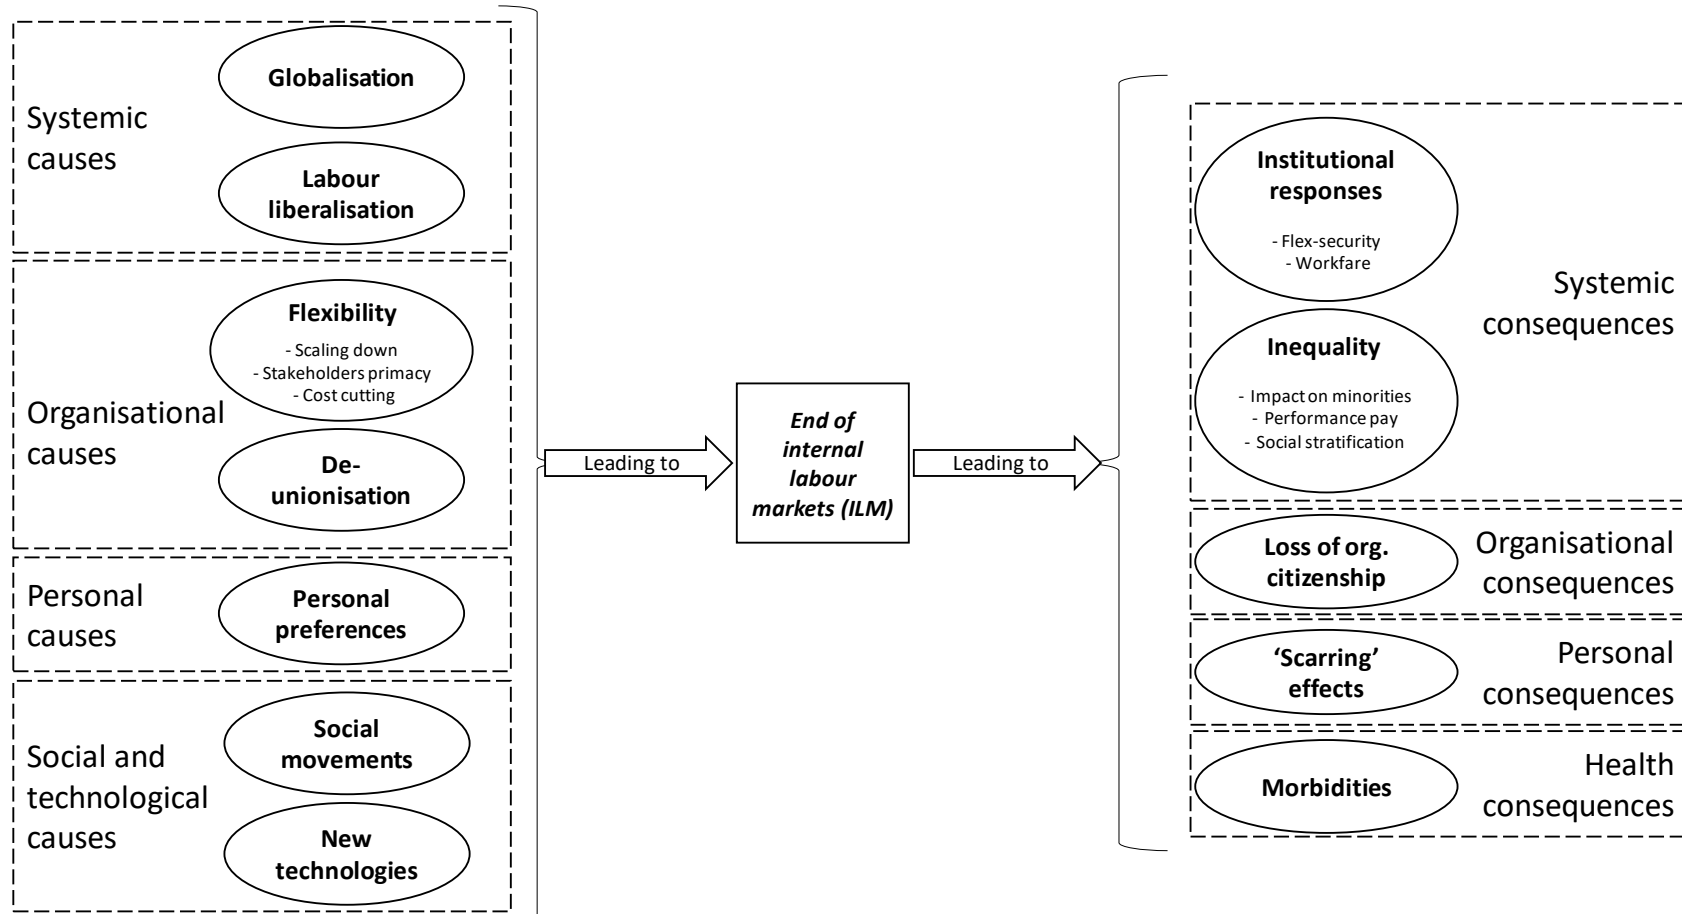 Systemic
causes
Globalisation
Labour
liberalisation
Organisational
causes
Flexibility
- Scaling down
- Stakeholders primacy
- Cost cutting
De-
unionisation
Personal
causes
Personal
preferences
Social and
technological
causes
Social
movements
New
technologies
Leading to
End of
internal
labour
markets (ILM)
Leading to
Institutional
responses
- Flex-security
- Workfare
Inequality
- Impact on minorities
- Performance pay
- Social stratification
Systemic
consequences
Loss of org.
citizenship
Organisational
consequences
‘Scarring’
effects
Personal
consequences
Morbidities
Health
consequences